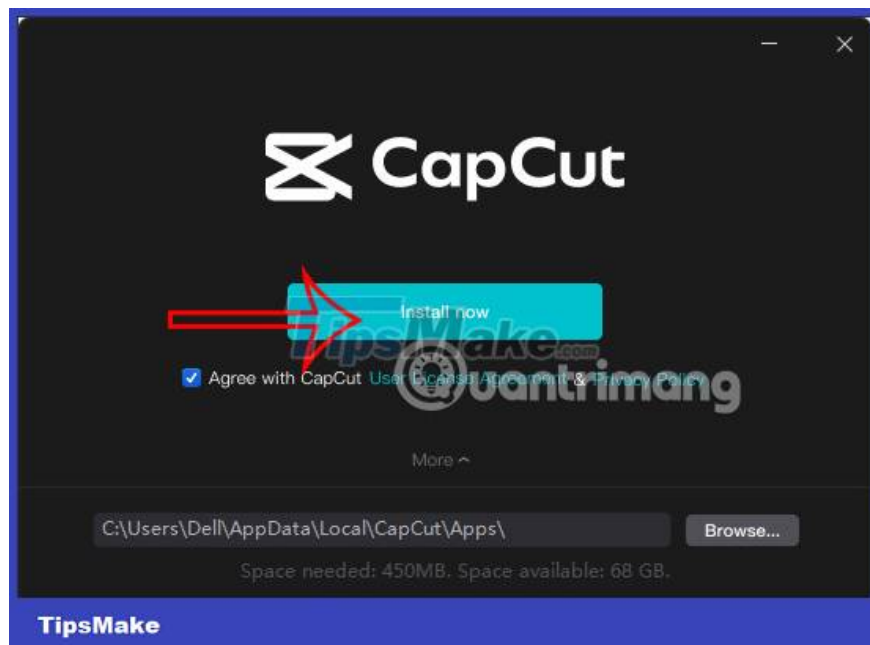 CapCut
Install now
TipsMake.com
Agree with CapCut User License Agreement & Privacy Policy
Quantrimang
More
C:\Users\Dell\AppData\Local\CapCut\Apps\
Browse...
Space needed: 450MB. Space available: 68 GB.
TipsMake